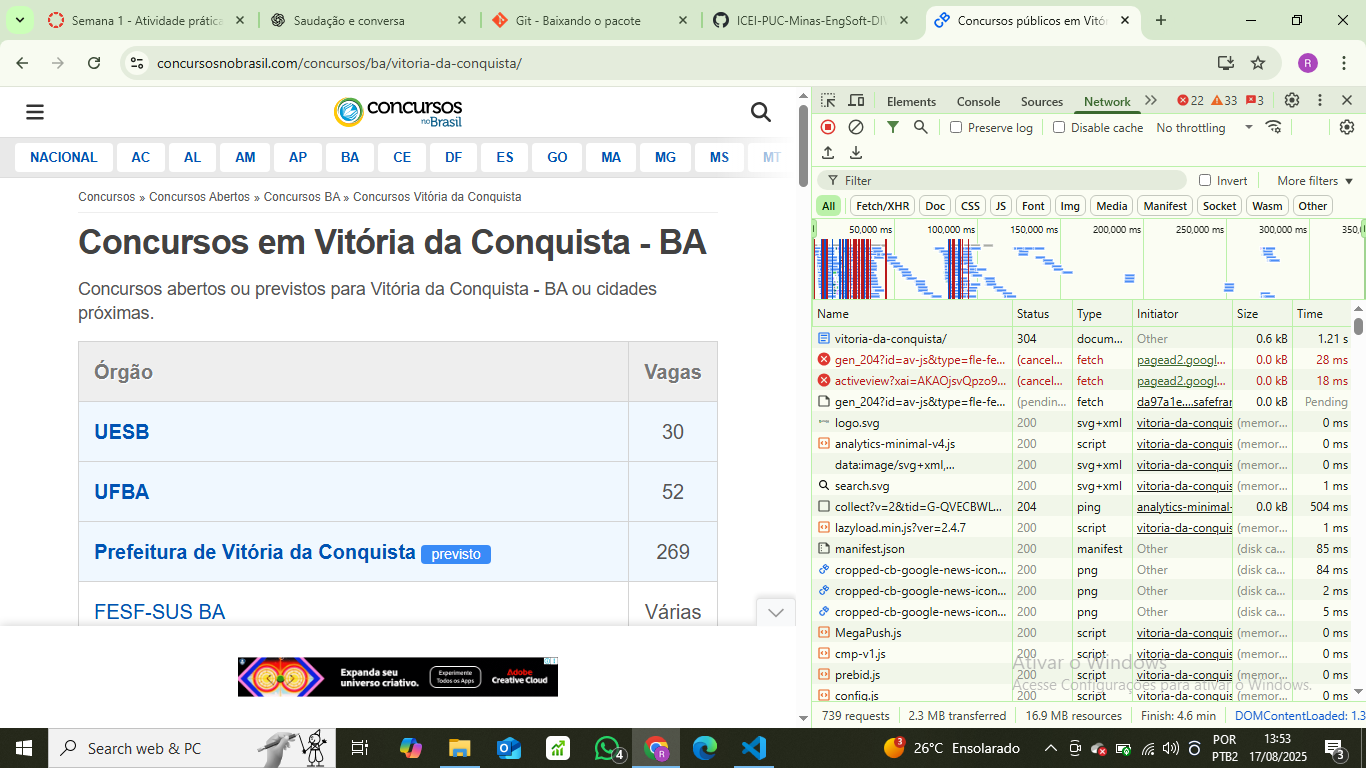 Semana 1 - Atividade prática
Saudação e conversa
Git - Baixando o pacote
ICEI-PUC-Minas-EngSoft-DIW
Concursos públicos em Vitór
concursosnobrasil.com/concursos/ba/vitoria-da-conquista/
R
concursos
noBrasil
NACIONAL AC AL AM AP BA CE DF ES GO MA MG MS MT
Concursos » Concursos Abertos » Concursos BA » Concursos Vitória da Conquista
Concursos em Vitória da Conquista - BA
Concursos abertos ou previstos para Vitória da Conquista - BA ou cidades
próximas.
Órgão Vagas
UESB 30
UFBA 52
Prefeitura de Vitória da Conquista previsto 269
FESF-SUS BA Várias
Expanda seu
universo criativo.
Experimente
Todos os Apps
Adobe
Creative Cloud
Elements Console Sources Network 22 33 3
Preserve log Disable cache No throttling
Filter Invert More filters
All Fetch/XHR Doc CSS JS Font Img Media Manifest Socket Wasm Other
50,000 ms 100,000 ms 150,000 ms 200,000 ms 250,000 ms 300,000 ms 350,0
Name Status Type Initiator Size Time
vitoria-da-conquista/ 304 docum... Other 0.6 kB 1.21 s
gen_204?id=av-js&type=fle-fe... (cancel... fetch pagead2.googl... 0.0 kB 28 ms
activeview?xai=AKAOjsvQpzo9... (cancel... fetch pagead2.googl... 0.0 kB 18 ms
gen_204?id=av-js&type=fle-fe... (pendin... fetch da97a1e....safefrar 0.0 kB Pending
logo.svg 200 svg+xml vitoria-da-conquis (memor... 0 ms
analytics-minimal-v4.js 200 script vitoria-da-conquis (memor... 0 ms
data:image/svg+xml,... 200 svg+xml vitoria-da-conquis (memor... 0 ms
search.svg 200 svg+xml vitoria-da-conquis (memor... 1 ms
collect?v=2&tid=G-QVECBWL... 204 ping analytics-minimal- 0.0 kB 504 ms
lazyload.min.js?ver=2.4.7 200 script vitoria-da-conquis (memor... 1 ms
manifest.json 200 manifest Other (disk ca... 85 ms
cropped-cb-google-news-icon... 200 png Other (disk ca... 84 ms
cropped-cb-google-news-icon... 200 png Other (disk ca... 2 ms
cropped-cb-google-news-icon... 200 png Other (disk ca... 5 ms
MegaPush.js 200 script vitoria-da-conquis (memor... 0 ms
cmp-v1.js 200 script vitoria-da-conquis (memor... 0 ms
prebid.js 200 script vitoria-da-conquis (memor... 0 ms
config.js 200 script vitoria-da-conquis (memor... 0 ms
Ativar o Windows
Acesse Configurações para ativar o Windows.
739 requests 2.3 MB transferred 16.9 MB resources Finish: 4.6 min DOMContentLoaded: 1.3
Search web & PC
4
R
3
26°C Ensolarado
POR
PTB2
13:53
17/08/2025
3